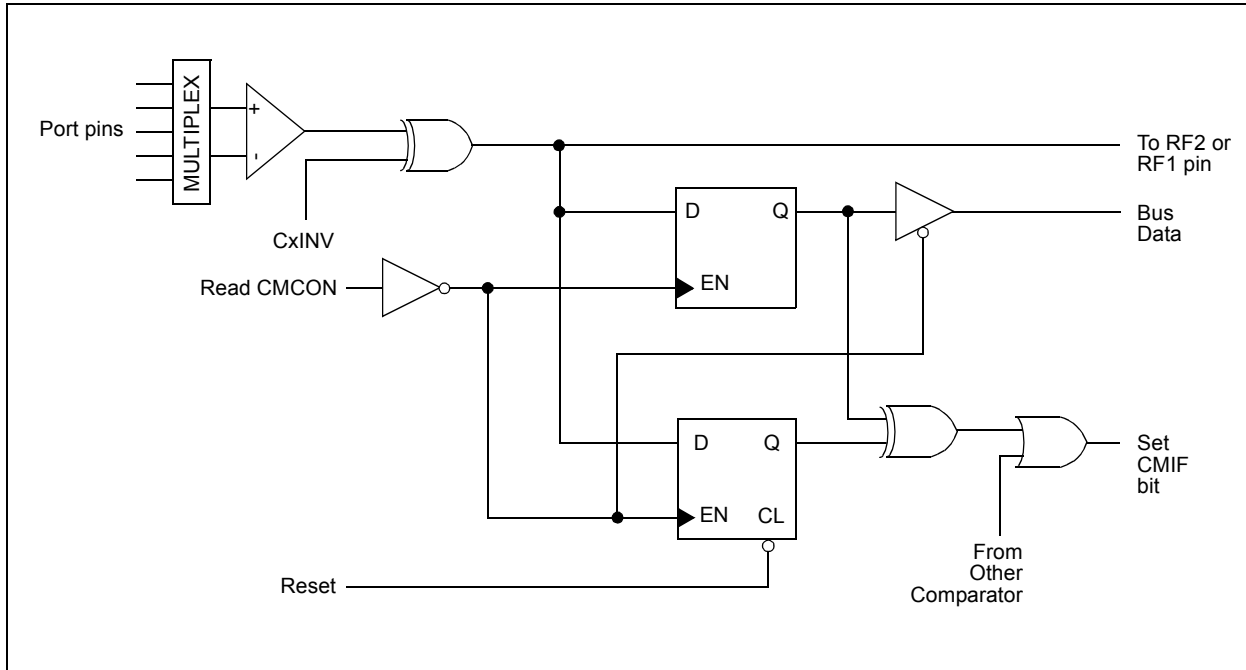 Port pins
MULTIPLEX
+
-
CxINV
To RF2 or
RF1 pin
D
Q
EN
Bus
Data
Read CMCON
D
Q
EN
CL
Set
CMIF
bit
From
Other
Comparator
Reset